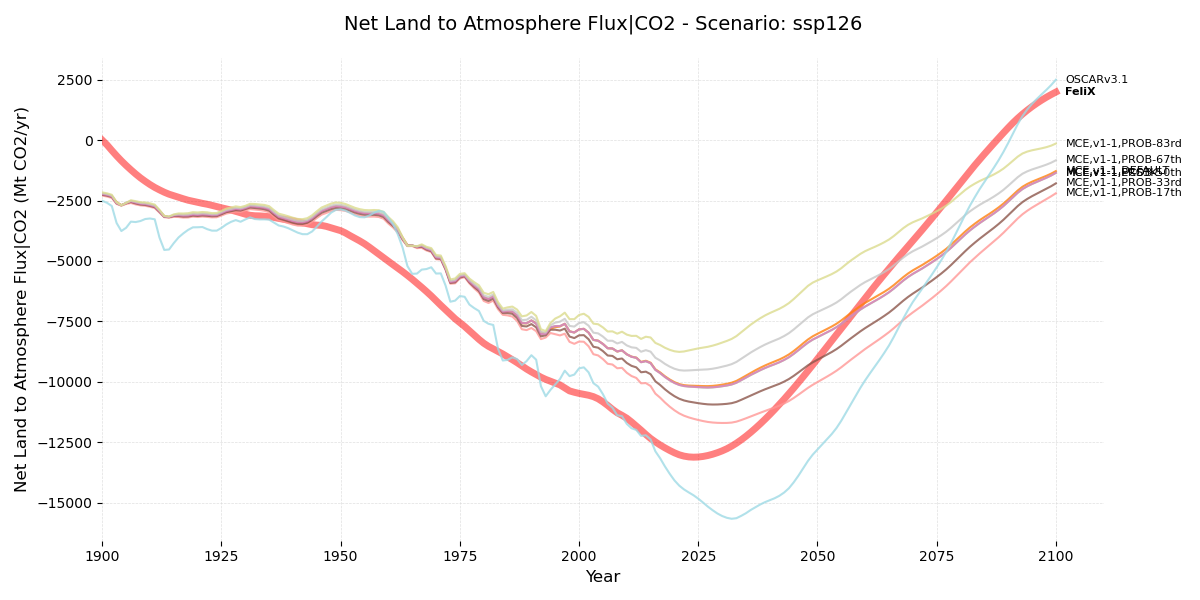 Net Land to Atmosphere Flux|CO2 - Scenario: ssp126
Net Land to Atmosphere Flux|CO2 (Mt CO2/yr)
2500
0
−2500
−5000
−7500
−10000
−12500
−15000
1900
1925
1950
1975
2000
2025
2050
2075
2100
Year
OSCARv3.1
FeliX
MCE,v1-1,PROB-83rd
MCE,v1-1,PROB-67th
MCE,v1-1,PROB-50th
MCE,v1-1,PROB-33rd
MCE,v1-1,PROB-17th